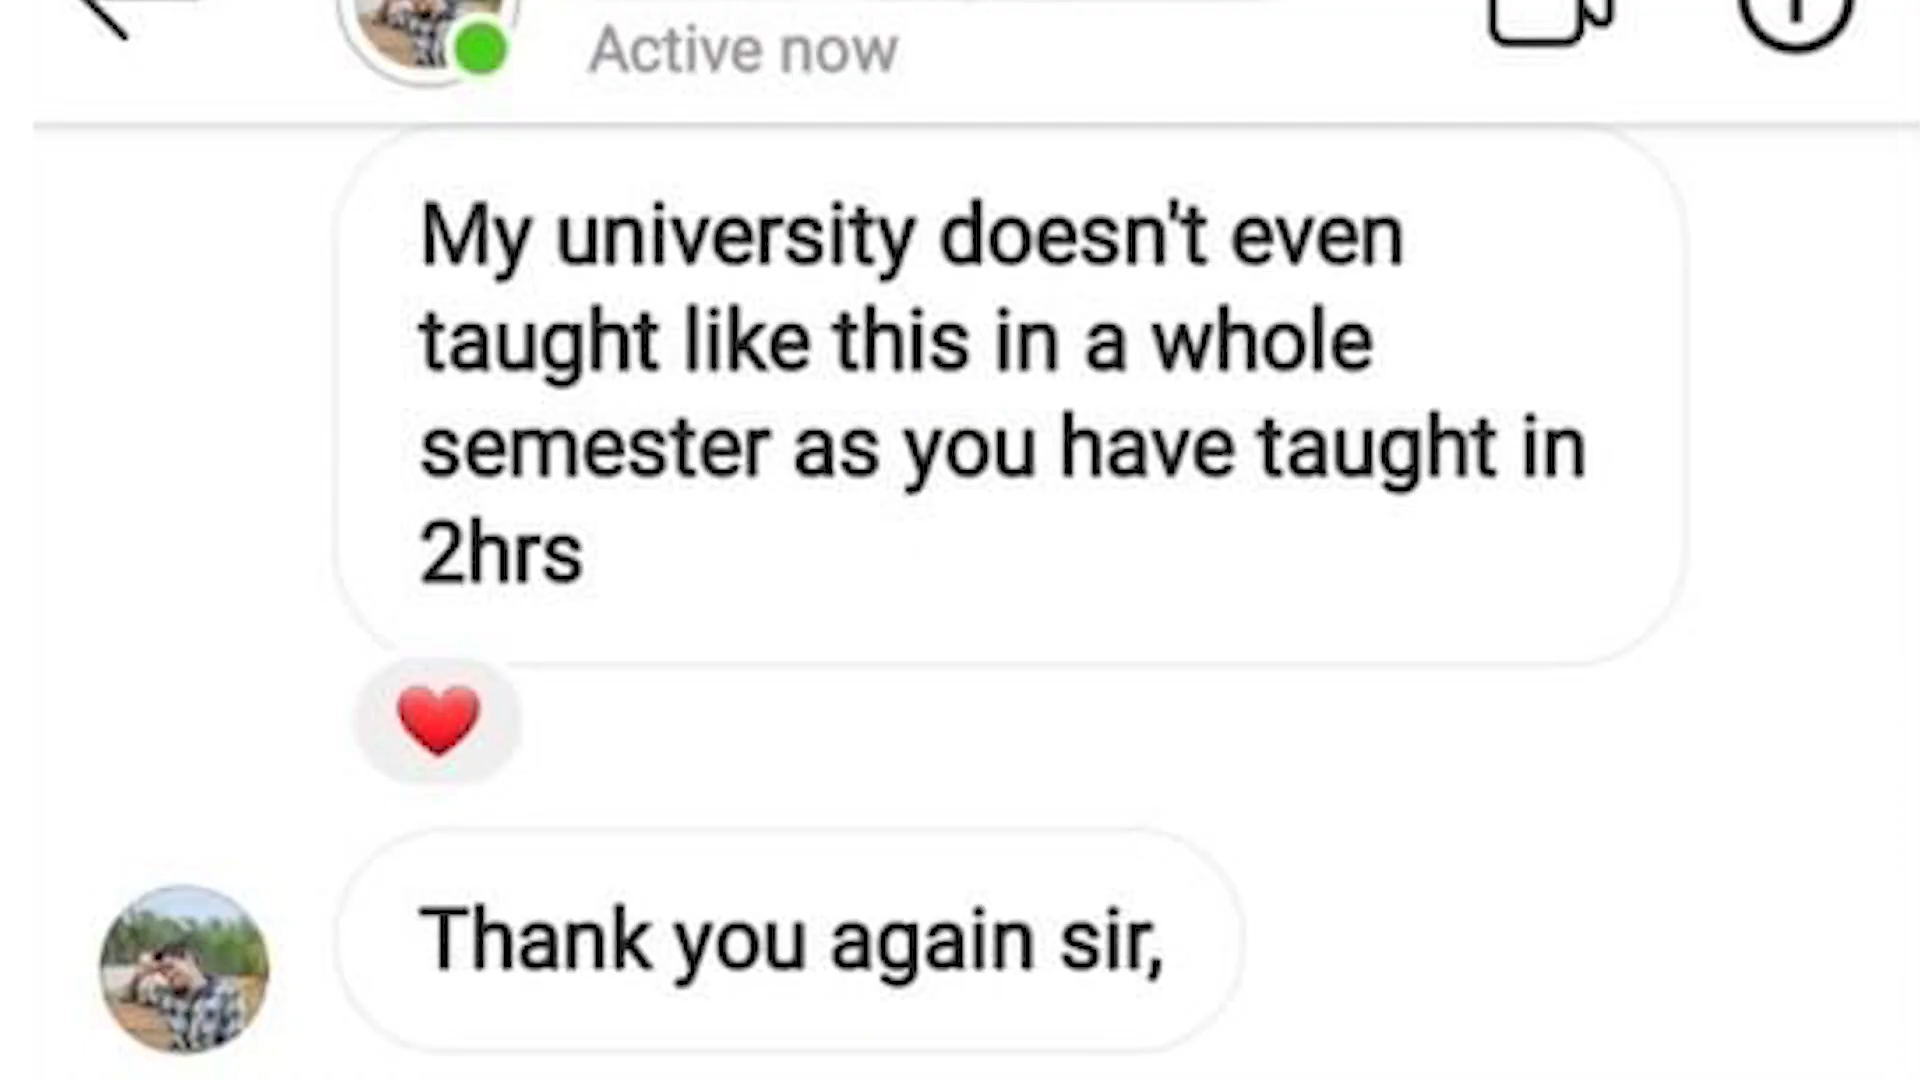 Active now
My university doesn't even
taught like this in a whole
semester as you have taught in
2hrs
Thank you again sir,